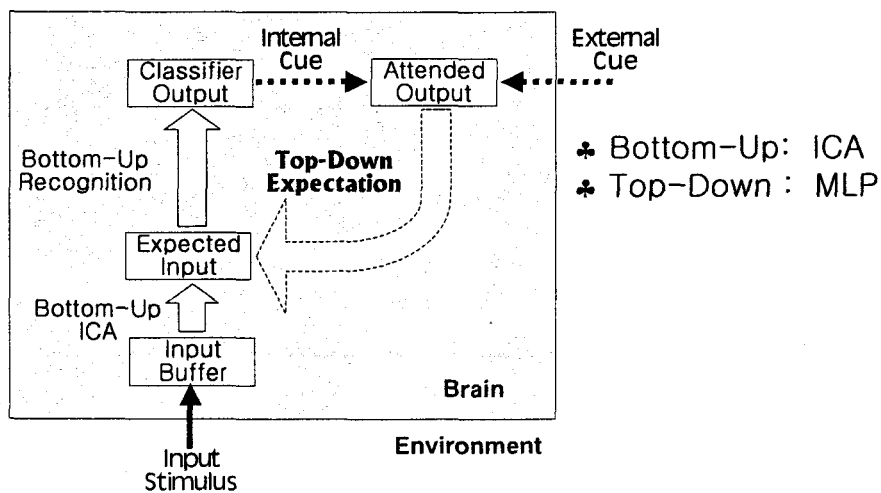 Internal
Cue
External
Cue
Classifier
Output
Attended
Output
Bottom-Up
Recognition
Top-Down
Expectation
♣ Bottom-Up: ICA
♣ Top-Down : MLP
Expected
Input
Bottom-Up
ICA
Input
Buffer
Brain
Environment
Input
Stimulus